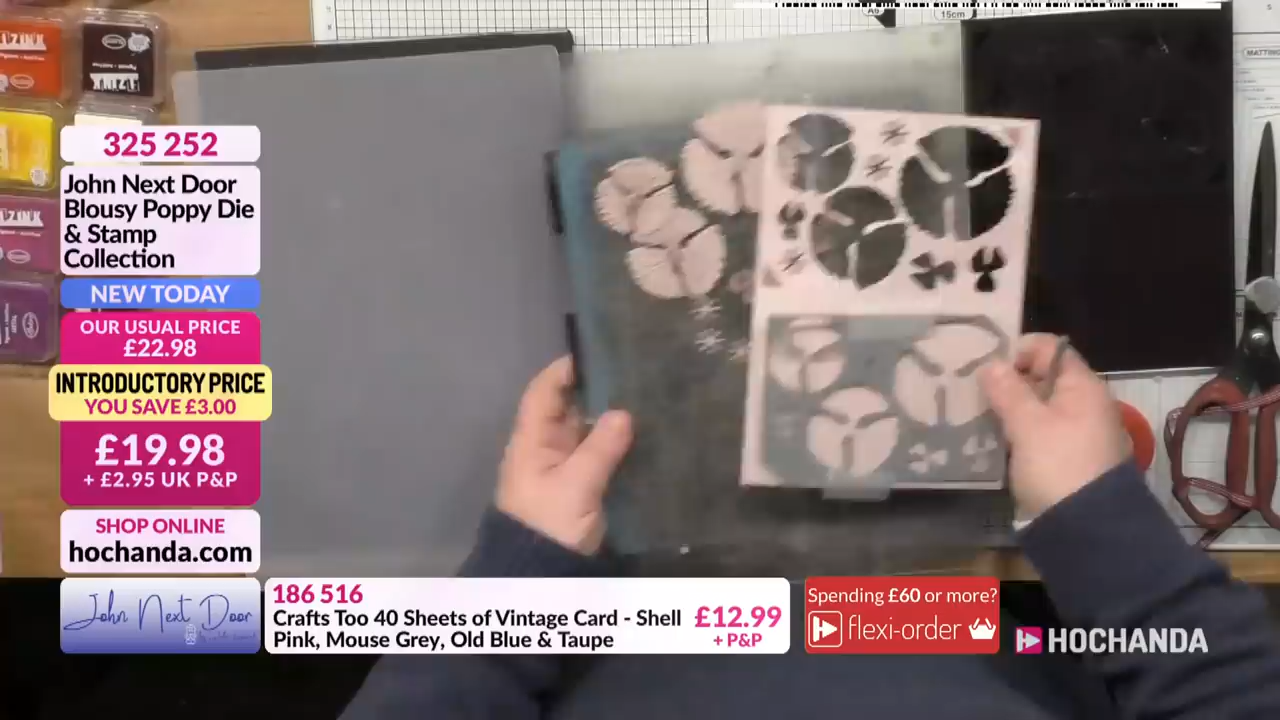 A5
15cm
MATTING
325 252
John Next Door
Blousy Poppy Die
& Stamp
Collection
NEW TODAY
OUR USUAL PRICE
£22.98
INTRODUCTORY PRICE
YOU SAVE £3.00
£19.98
+ £2.95 UK P&P
SHOP ONLINE
hochanda.com
John Next Door
186 516
Crafts Too 40 Sheets of Vintage Card - Shell
Pink, Mouse Grey, Old Blue & Taupe
£12.99
+ P&P
Spending £60 or more?
flexi-order
HOCHANDA